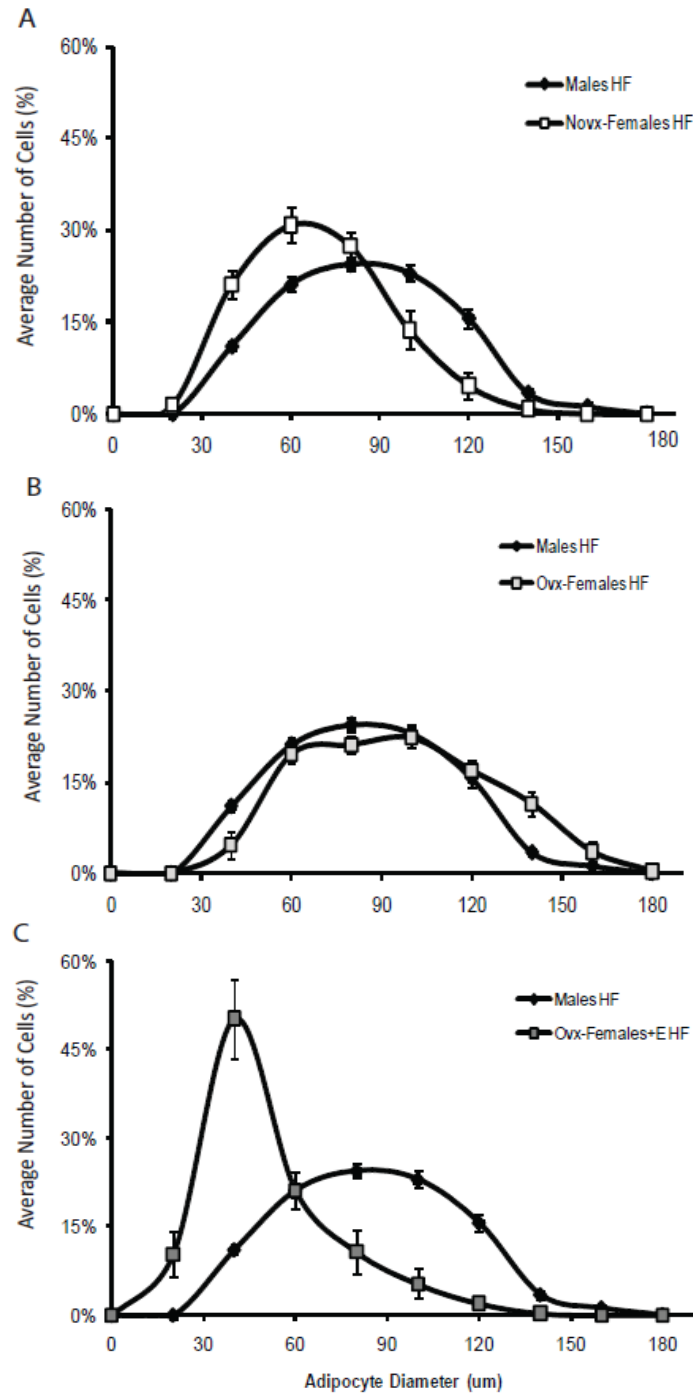 A
60%
45%
30%
15%
0%
Average Number of Cells (%)
Males HF
Novx-Females HF
0 30 60 90 120 160 180
B
60%
45%
30%
15%
0%
Average Number of Cells (%)
Males HF
Ovx-Females HF
0 30 60 90 120 150 180
C
60%
45%
30%
15%
0%
Average Number of Cells (%)
Males HF
Ovx-Females+E HF
0 30 60 90 120 150 180
Adipocyte Diameter (um)